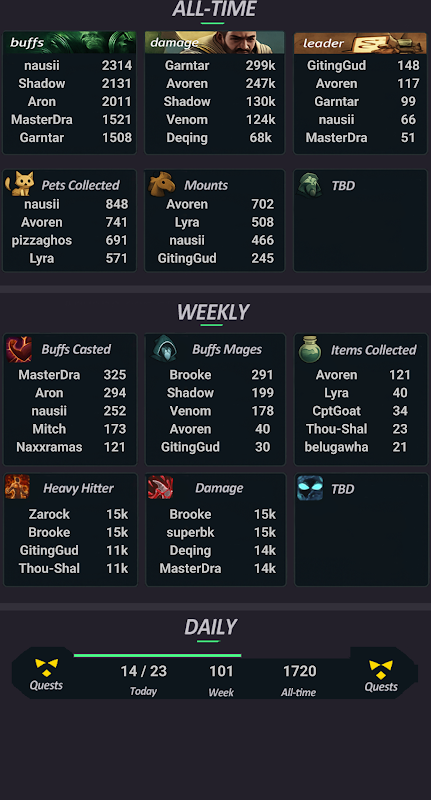 ALL-TIME
buffs
nausii 2314
Shadow 2131
Aron 2011
MasterDra 1521
Garntar 1508
damage
Garntar 299k
Avoren 247k
Shadow 130k
Venom 124k
Deqing 68k
leader
GitingGud 148
Avoren 117
Garntar 99
nausii 66
MasterDra 51
Pets Collected
nausii 848
Avoren 741
pizzaghos 691
Lyra 571
Mounts
Avoren 702
Lyra 508
nausii 466
GitingGud 245
TBD
WEEKLY
Buffs Casted
MasterDra 325
Aron 294
nausii 252
Mitch 173
Naxxramas 121
Buffs Mages
Brooke 291
Shadow 199
Venom 178
Avoren 40
GitingGud 30
Items Collected
Avoren 121
Lyra 40
CptGoat 34
Thou-Shal 23
belugawha 21
Heavy Hitter
Zarock 15k
Brooke 15k
GitingGud 11k
Thou-Shal 11k
Damage
Brooke 15k
superbk 15k
Deqing 14k
MasterDra 14k
TBD
DAILY
Quests
14 / 23
Today
101
Week
1720
All-time
Quests